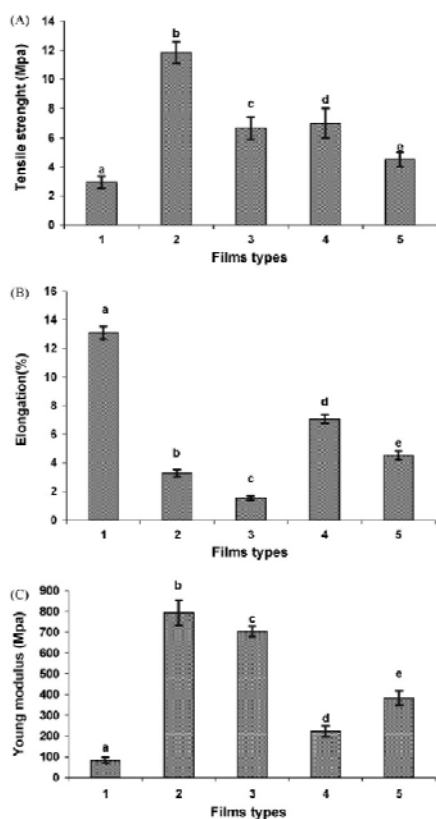 (A)
Tensile strenght (Mpa)
14
12
10
8
6
4
2
0
a
b
c
d
e
1 2 3 4 5
Films types
(B)
Elongation(%)
16
14
12
10
8
6
4
2
0
a
b
c
d
e
1 2 3 4 5
Films types
(C)
Young modulus (Mpa)
900
800
700
600
500
400
300
200
100
0
a
b
c
d
e
1 2 3 4 5
Films types